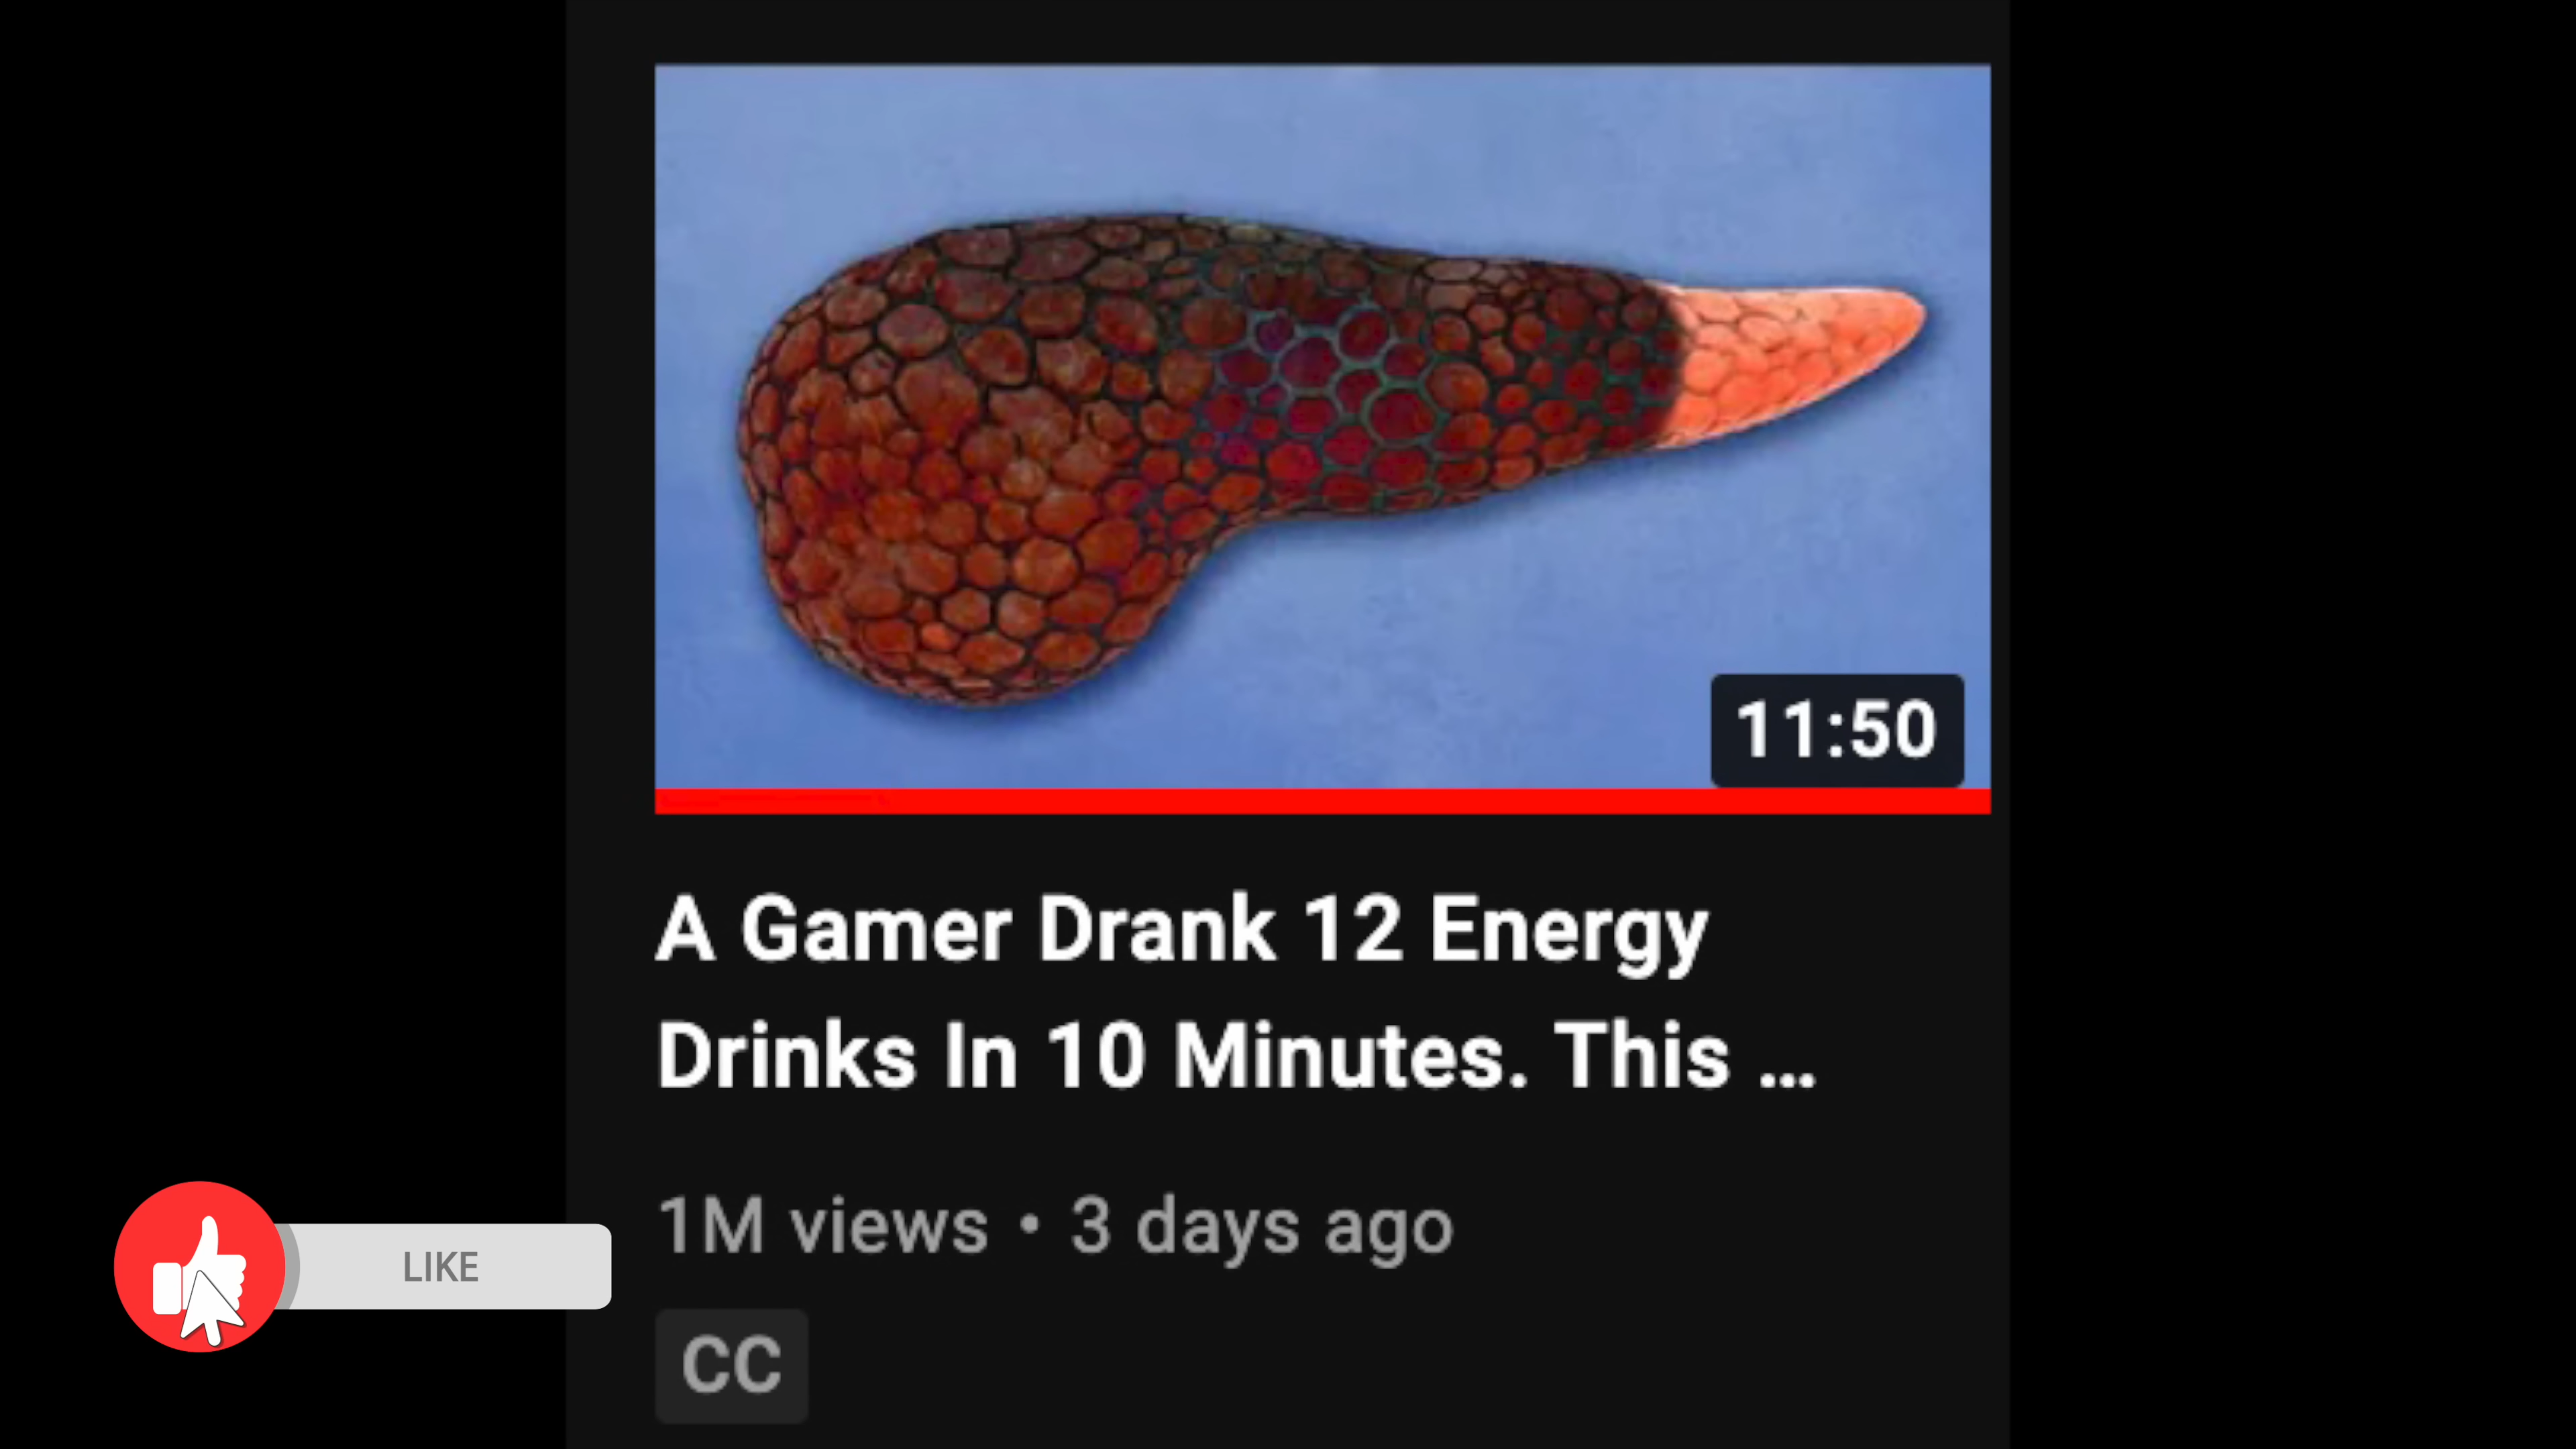 11:50
A Gamer Drank 12 Energy
Drinks In 10 Minutes. This ...
1M views • 3 days ago
LIKE
CC